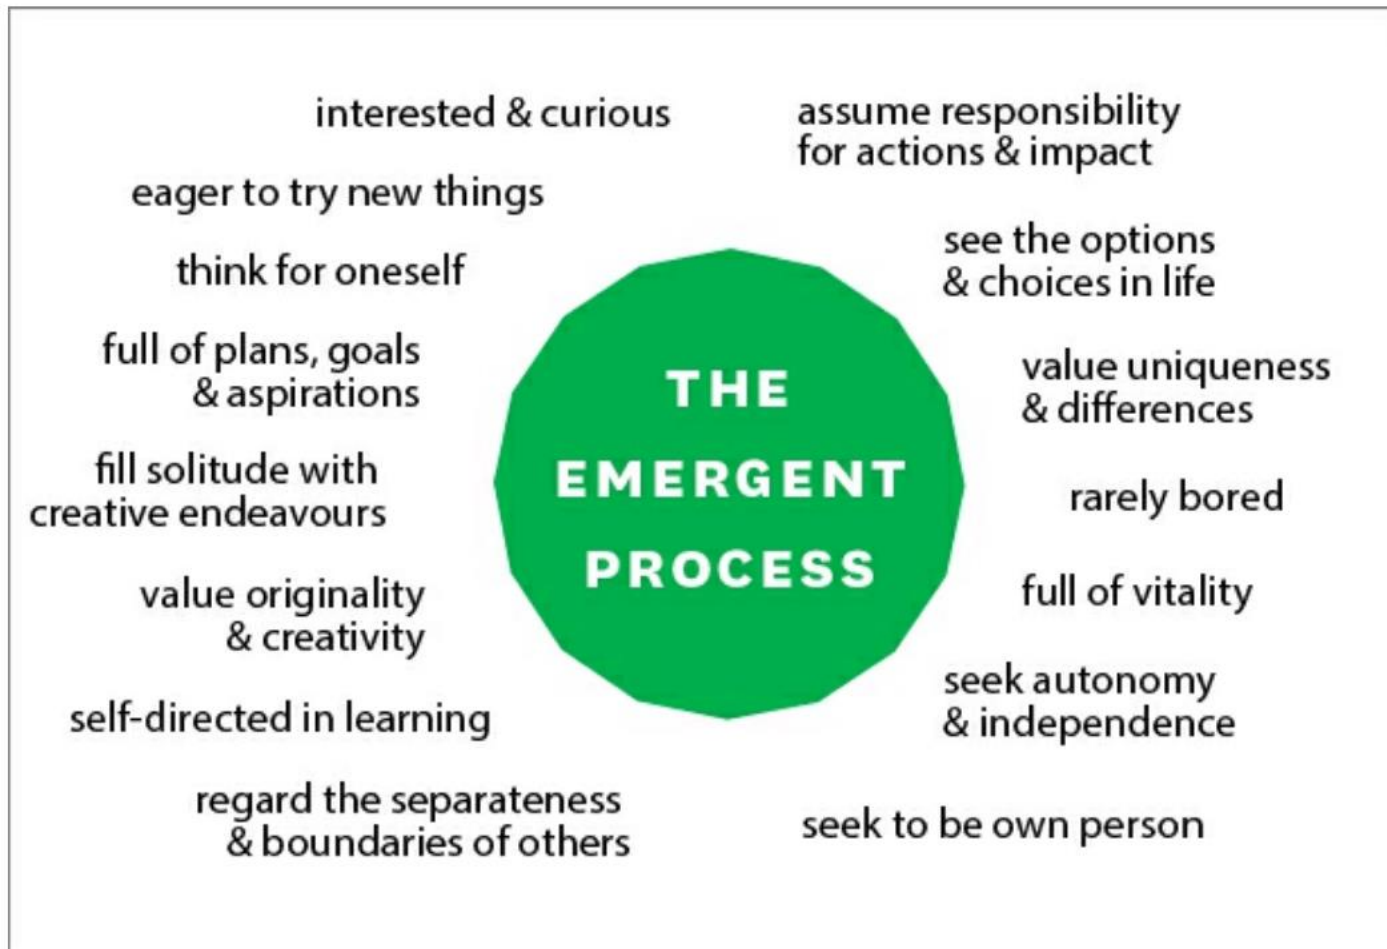 interested & curious
eager to try new things
think for oneself
full of plans, goals
& aspirations
fill solitude with
creative endeavours
value originality
& creativity
self-directed in learning
regard the separateness
& boundaries of others
THE
EMERGENT
PROCESS
assume responsibility
for actions & impact
see the options
& choices in life
value uniqueness
& differences
rarely bored
full of vitality
seek autonomy
& independence
seek to be own person